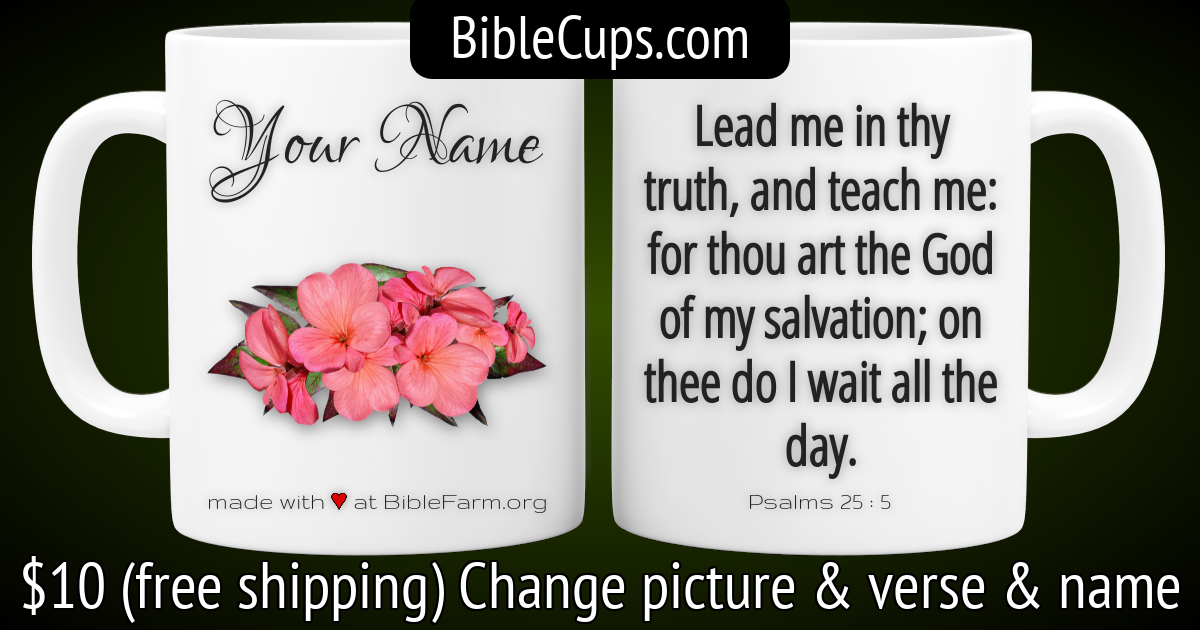 BibleCups.com
Your Name
made with ♥ at BibleFarm.org
Lead me in thy
truth, and teach me:
for thou art the God
of my salvation; on
thee do I wait all the
day.
Psalms 25 : 5
$10 (free shipping) Change picture & verse & name